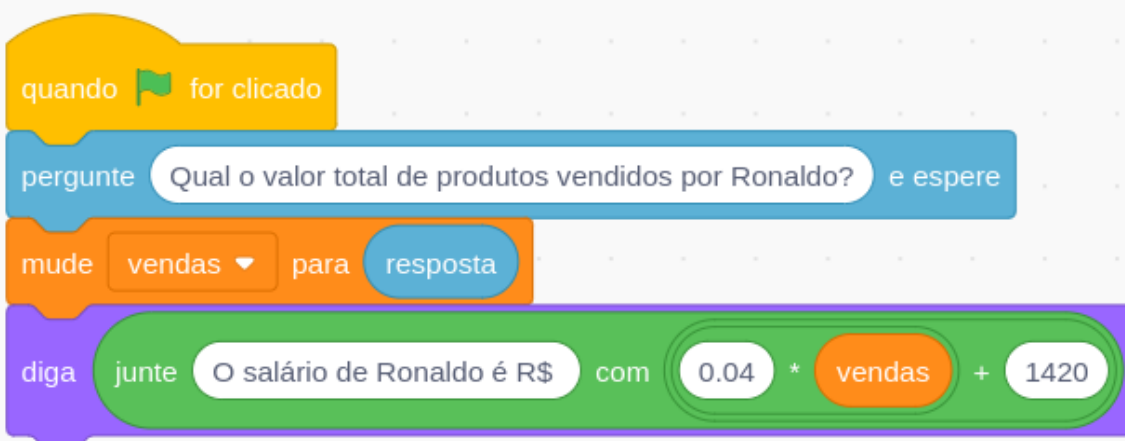 quando for clicado
pergunte Qual o valor total de produtos vendidos por Ronaldo? e espere
mude vendas para resposta
diga junte O salário de Ronaldo é R$ com 0.04 * vendas + 1420